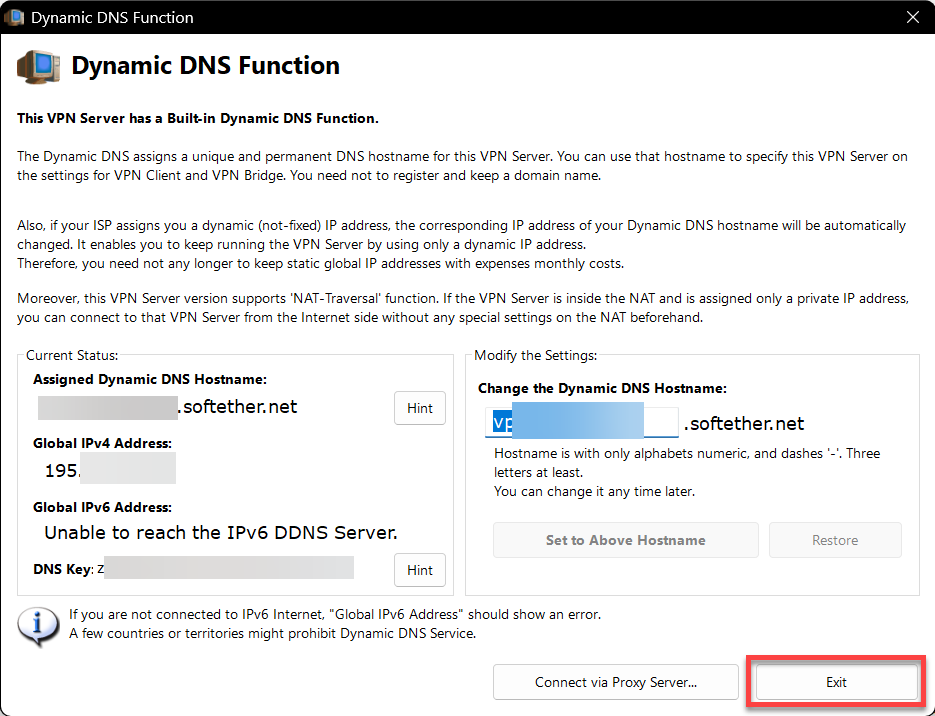 Dynamic DNS Function
Dynamic DNS Function
This VPN Server has a Built-in Dynamic DNS Function.
The Dynamic DNS assigns a unique and permanent DNS hostname for this VPN Server. You can use that hostname to specify this VPN Server on
the settings for VPN Client and VPN Bridge. You need not to register and keep a domain name.
Also, if your ISP assigns you a dynamic (not-fixed) IP address, the corresponding IP address of your Dynamic DNS hostname will be automatically
changed. It enables you to keep running the VPN Server by using only a dynamic IP address.
Therefore, you need not any longer to keep static global IP addresses with expenses monthly costs.
Moreover, this VPN Server version supports 'NAT-Traversal' function. If the VPN Server is inside the NAT and is assigned only a private IP address,
you can connect to that VPN Server from the Internet side without any special settings on the NAT beforehand.
Current Status:
Assigned Dynamic DNS Hostname:
.softether.net
Hint
Global IPv4 Address:
195.
Global IPv6 Address:
Unable to reach the IPv6 DDNS Server.
DNS Key: z
Hint
Modify the Settings:
Change the Dynamic DNS Hostname:
vp .softether.net
Hostname is with only alphabets numeric, and dashes '-'. Three
letters at least.
You can change it any time later.
Set to Above Hostname
Restore
If you are not connected to IPv6 Internet, "Global IPv6 Address" should show an error.
A few countries or territories might prohibit Dynamic DNS Service.
Connect via Proxy Server...
Exit